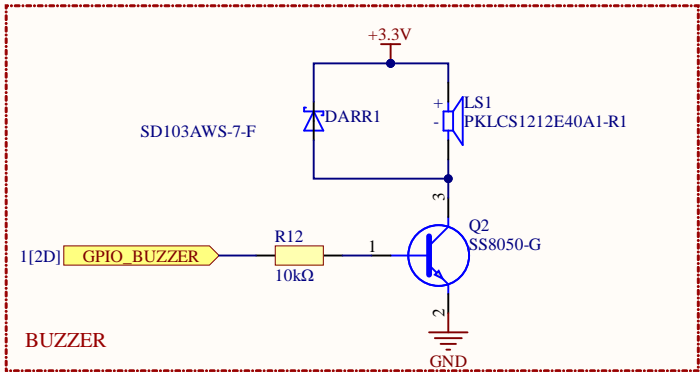 +3.3V
+ LS1
DARR1
- PKLCS1212E40A1-R1
SD103AWS-7-F
3
Q2
R12
1
SS8050-G
1[2D] GPIO_BUZZER
10kΩ
2
BUZZER
GND